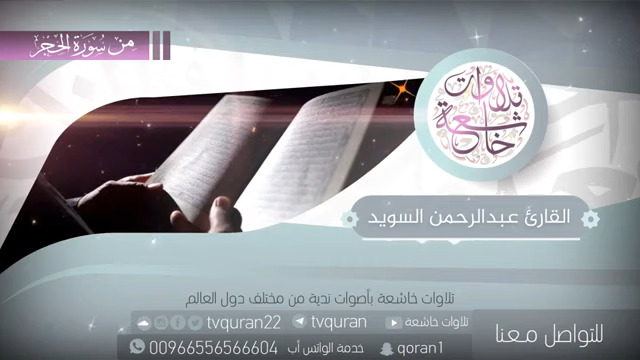 من سورة الحجر
تلاوات خاشعة
القارئ عبدالرحمن السويد
تلاوات خاشعة بأصوات ندية من مختلف دول العالم
للتواصل معنا
تلاوات خاشعة tvquran tvquran22
qoran1 خدمة الواتس أب 00966556566604